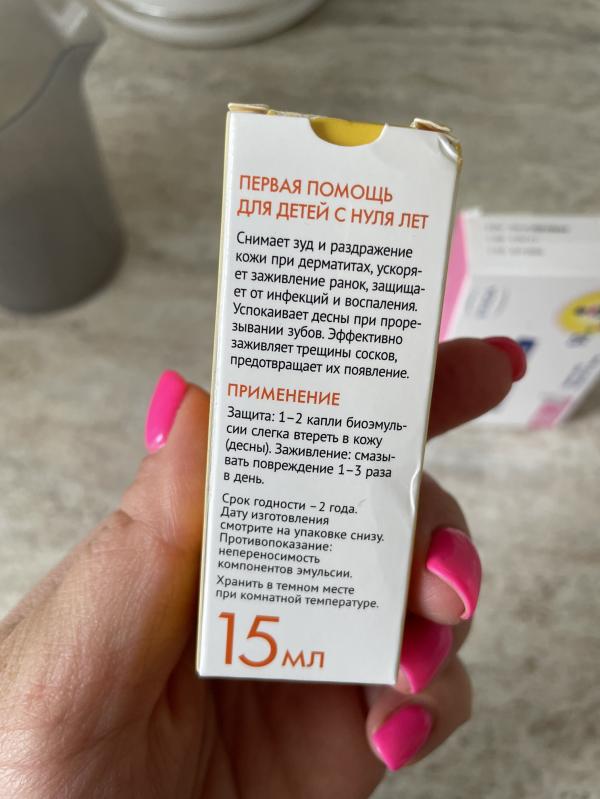 ПЕРВАЯ ПОМОЩЬ
ДЛЯ ДЕТЕЙ С НУЛЯ ЛЕТ
Снимает зуд и раздражение
кожи при дерматитах, ускоря-
ет заживление ранок, защища-
ет от инфекций и воспаления.
Успокаивает десны при проре-
зывании зубов. Эффективно
заживляет трещины сосков,
предотвращает их появление.
ПРИМЕНЕНИЕ
Защита: 1–2 капли биоэмуль-
сии слегка втереть в кожу
(десны). Заживление: смазы-
вать повреждение 1–3 раза
в день.
Срок годности – 2 года.
Дату изготовления
смотрите на упаковке снизу.
Противопоказание:
непереносимость
компонентов эмульсии.
Хранить в темном месте
при комнатной температуре.
15 мл